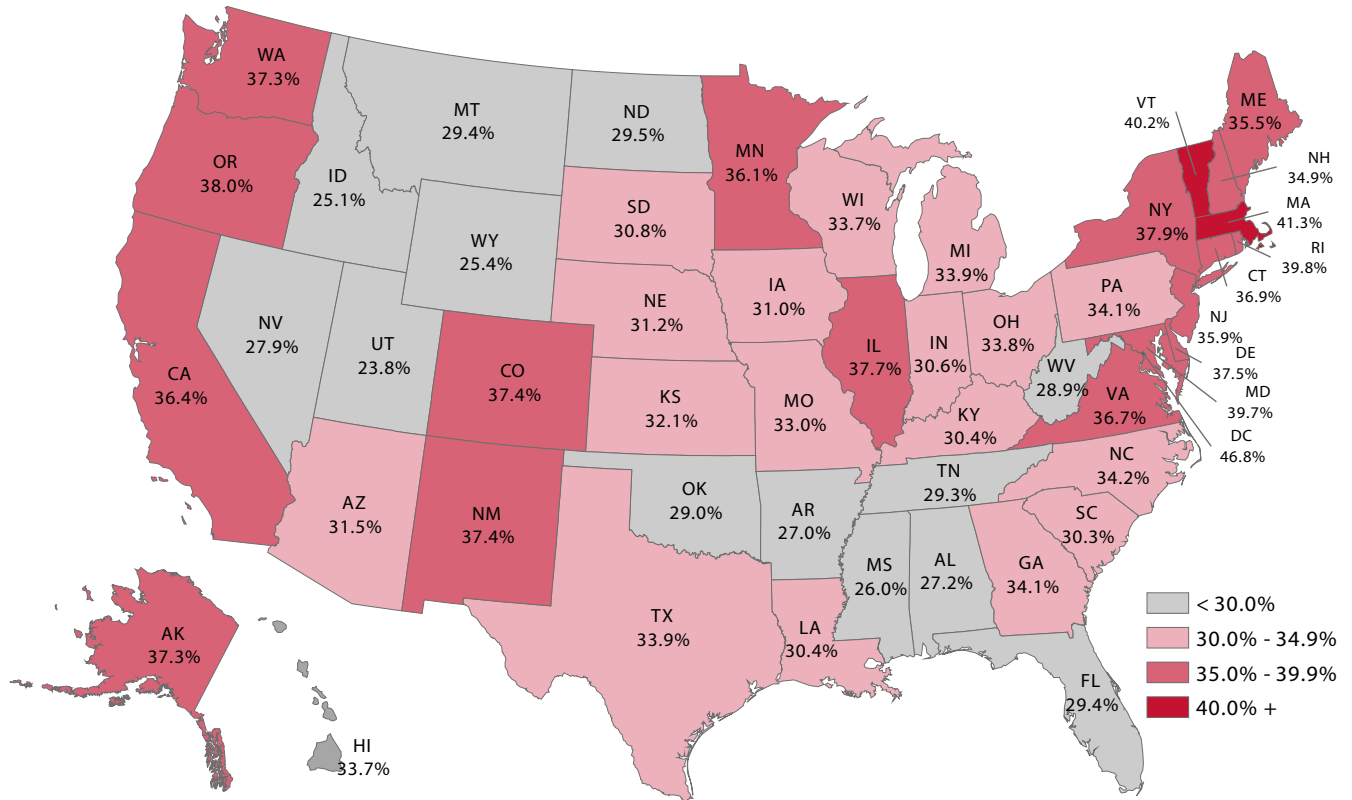 WA
37.3%
OR
38.0%
CA
36.4%
ID
25.1%
NV
27.9%
MT
29.4%
WY
25.4%
UT
23.8%
CO
37.4%
AZ
31.5%
NM
37.4%
ND
29.5%
SD
30.8%
NE
31.2%
KS
32.1%
OK
29.0%
TX
33.9%
MN
36.1%
IA
31.0%
MO
33.0%
AR
27.0%
LA
30.4%
WI
33.7%
IL
37.7%
MI
33.9%
IN
30.6%
OH
33.8%
KY
30.4%
TN
29.3%
MS
26.0%
AL
27.2%
GA
34.1%
FL
29.4%
SC
30.3%
NC
34.2%
VA
36.7%
WV
28.9%
PA
34.1%
NY
37.9%
VT
40.2%
ME
35.5%
NH
34.9%
MA
41.3%
RI
39.8%
CT
36.9%
NJ
35.9%
DE
37.5%
MD
39.7%
DC
46.8%
AK
37.3%
HI
33.7%
< 30.0%
30.0% - 34.9%
35.0% - 39.9%
40.0% +